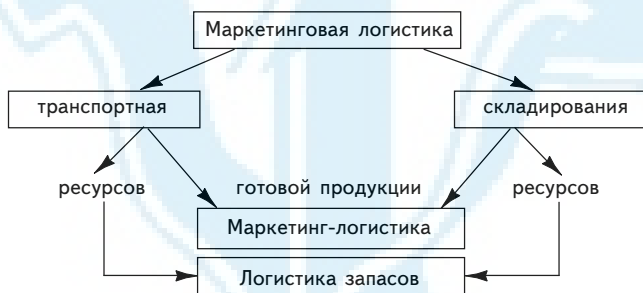 Маркетинговая логистика
транспортная складирования
ресурсов готовой продукции ресурсов
Маркетинг-логистика
Логистика запасов